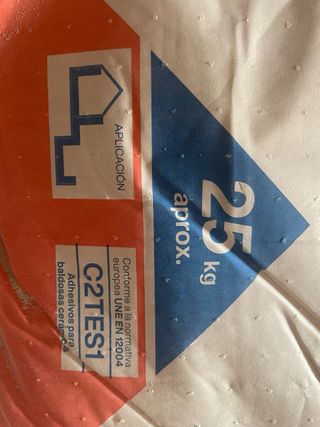 APLICACIÓN
25 kg
aprox.
Conforme a la normativa
europea UNE EN 12004
C2TES1
Adhesivos para
baldosas cerámicas